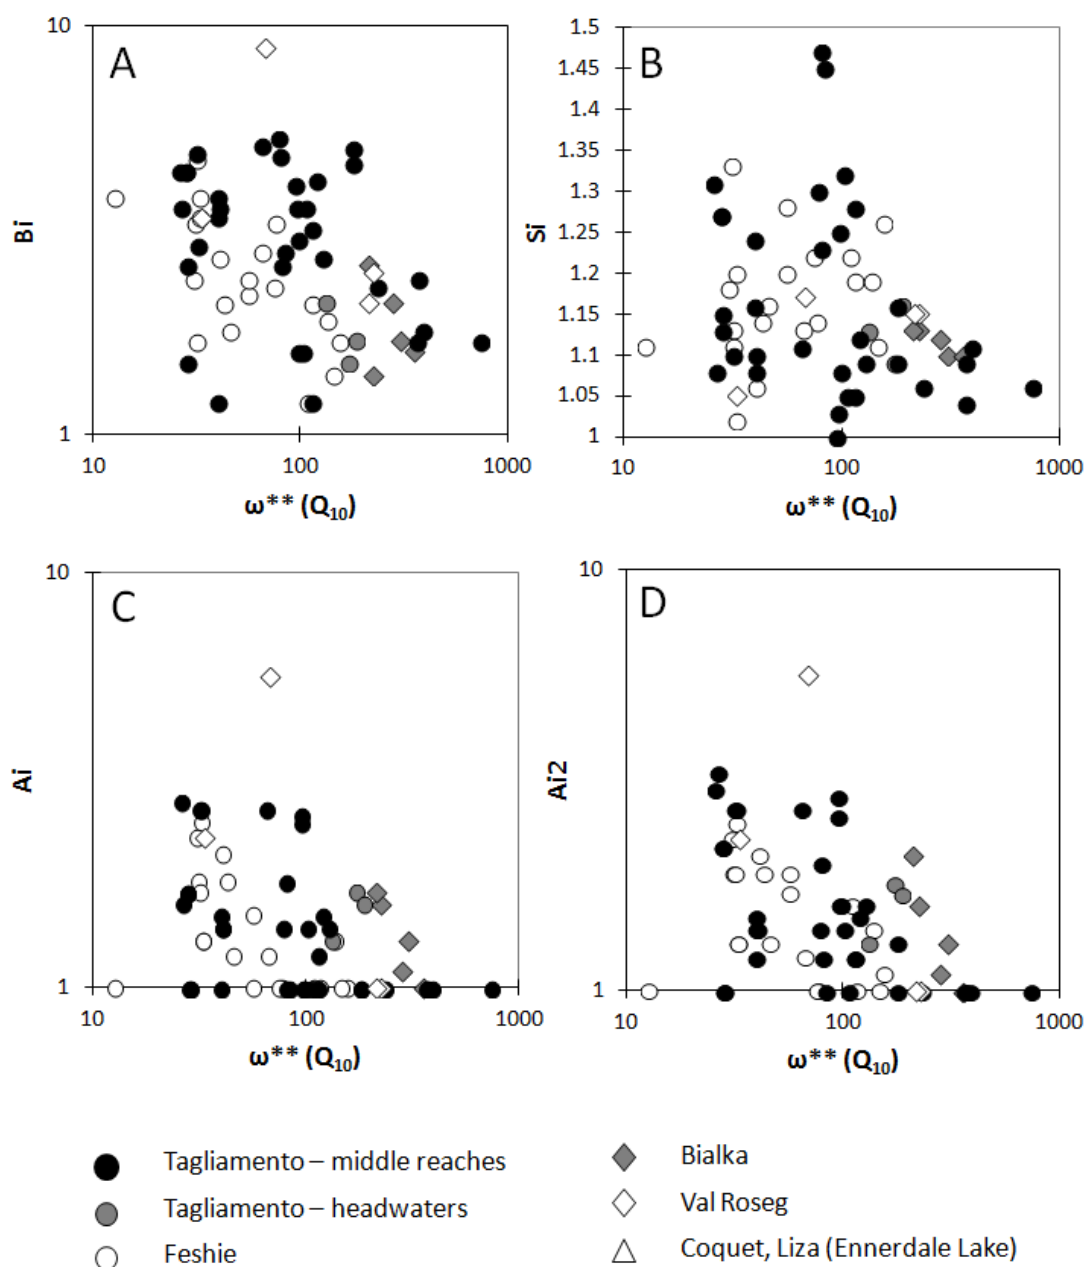 A
10
Bi
1
10
100
1000
ω** (Q10)
B
1.5
1.45
1.4
1.35
1.3
1.25
Si
1.2
1.15
1.1
1.05
1
10
100
1000
ω** (Q10)
C
10
Ai
1
10
100
1000
ω** (Q10)
D
10
Ai2
1
10
100
1000
ω** (Q10)
Tagliamento – middle reaches
Tagliamento – headwaters
Feshie
Bialka
Val Roseg
Coquet, Liza (Ennerdale Lake)